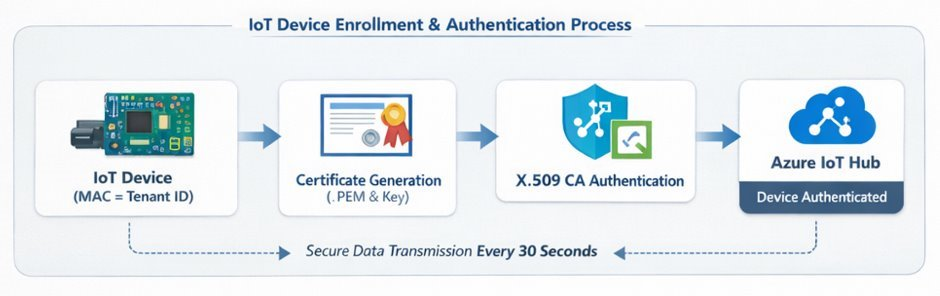 IoT Device Enrollment & Authentication Process
IoT Device
(MAC = Tenant ID)
Certificate Generation
(.PEM & Key)
X.509 CA Authentication
Azure IoT Hub
Device Authenticated
Secure Data Transmission Every 30 Seconds